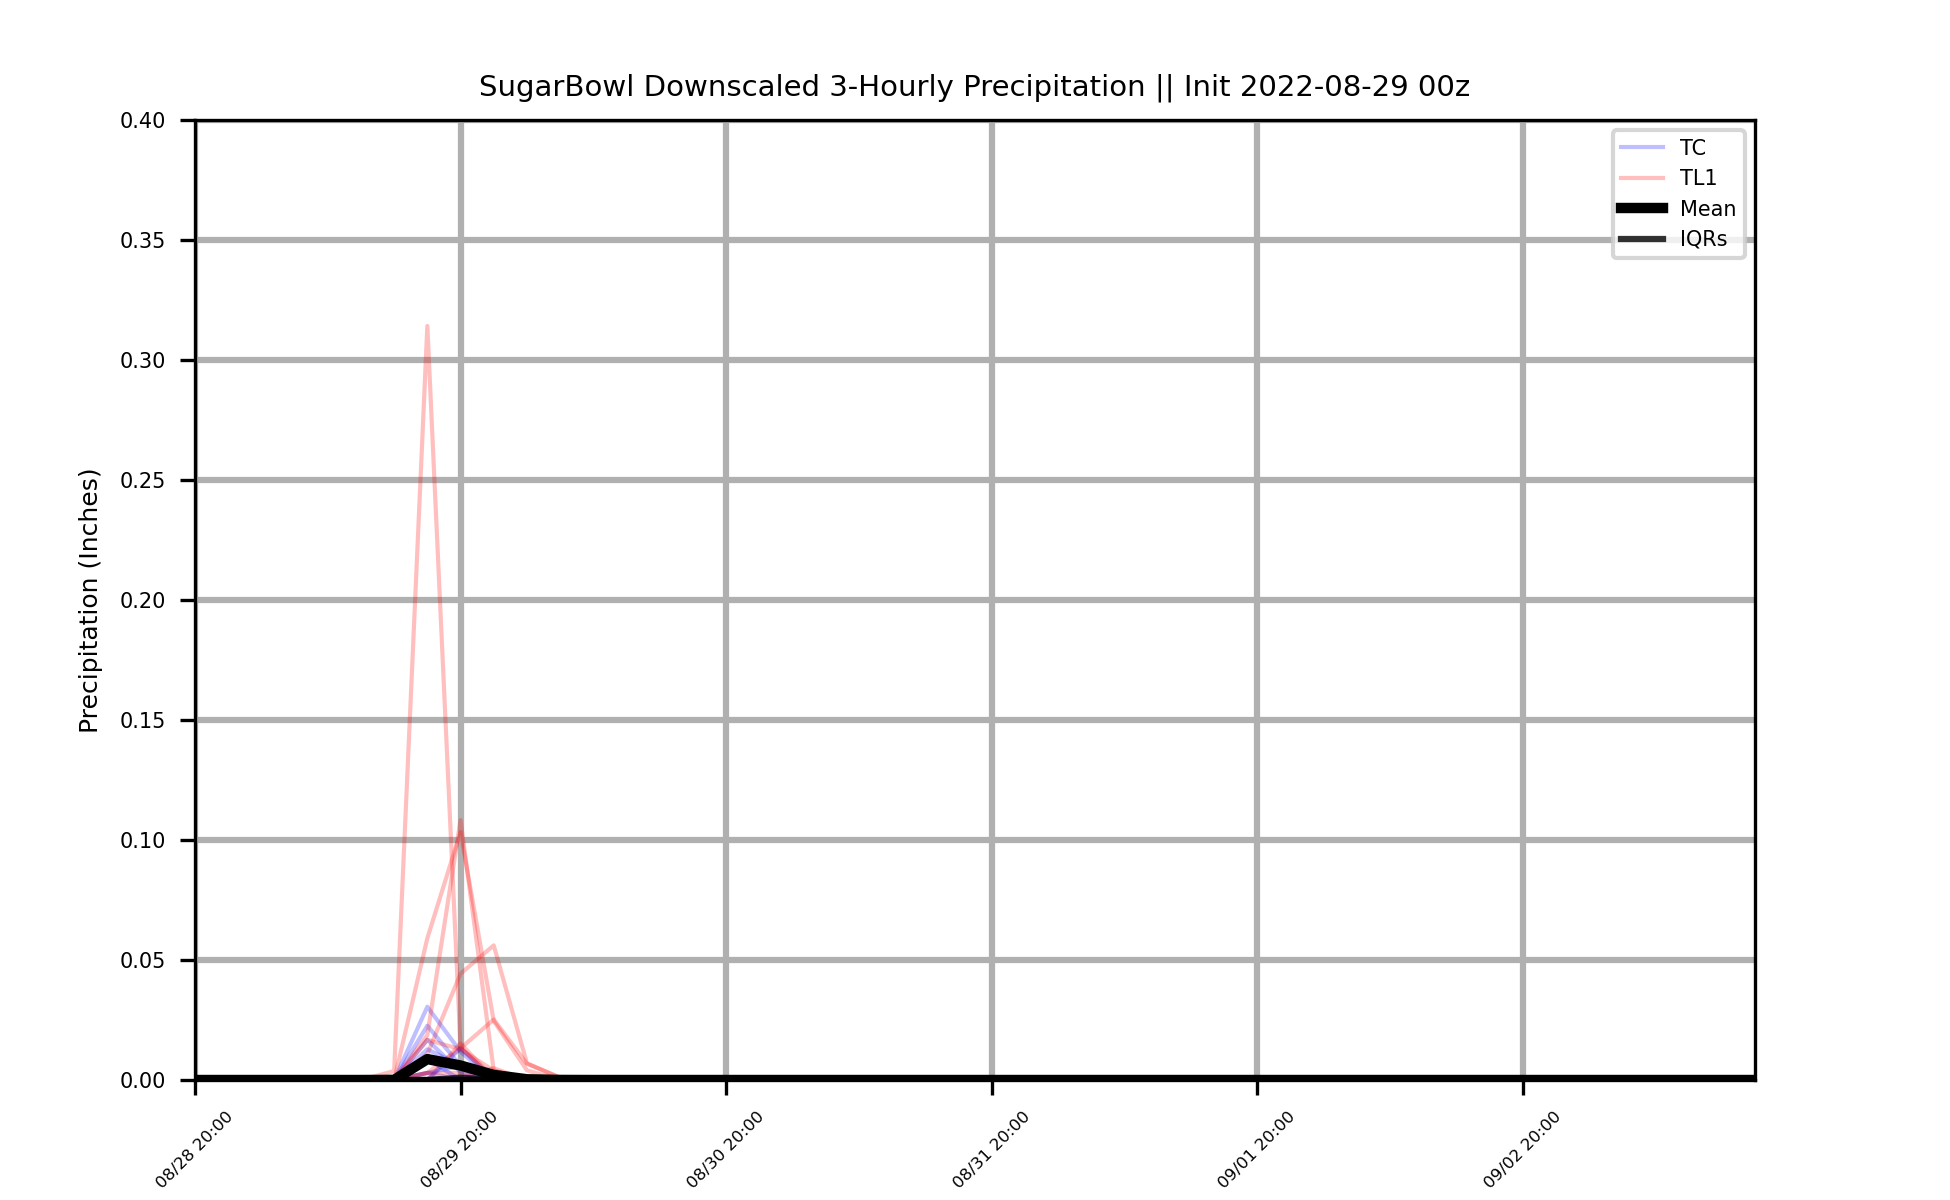 SugarBowl Downscaled 3-Hourly Precipitation || Init 2022-08-29 00z
TC
TL1
Mean
IQRs
Precipitation (Inches)
0.40
0.35
0.30
0.25
0.20
0.15
0.10
0.05
0.00
08/28 20:00
08/29 20:00
08/30 20:00
08/31 20:00
09/01 20:00
09/02 20:00